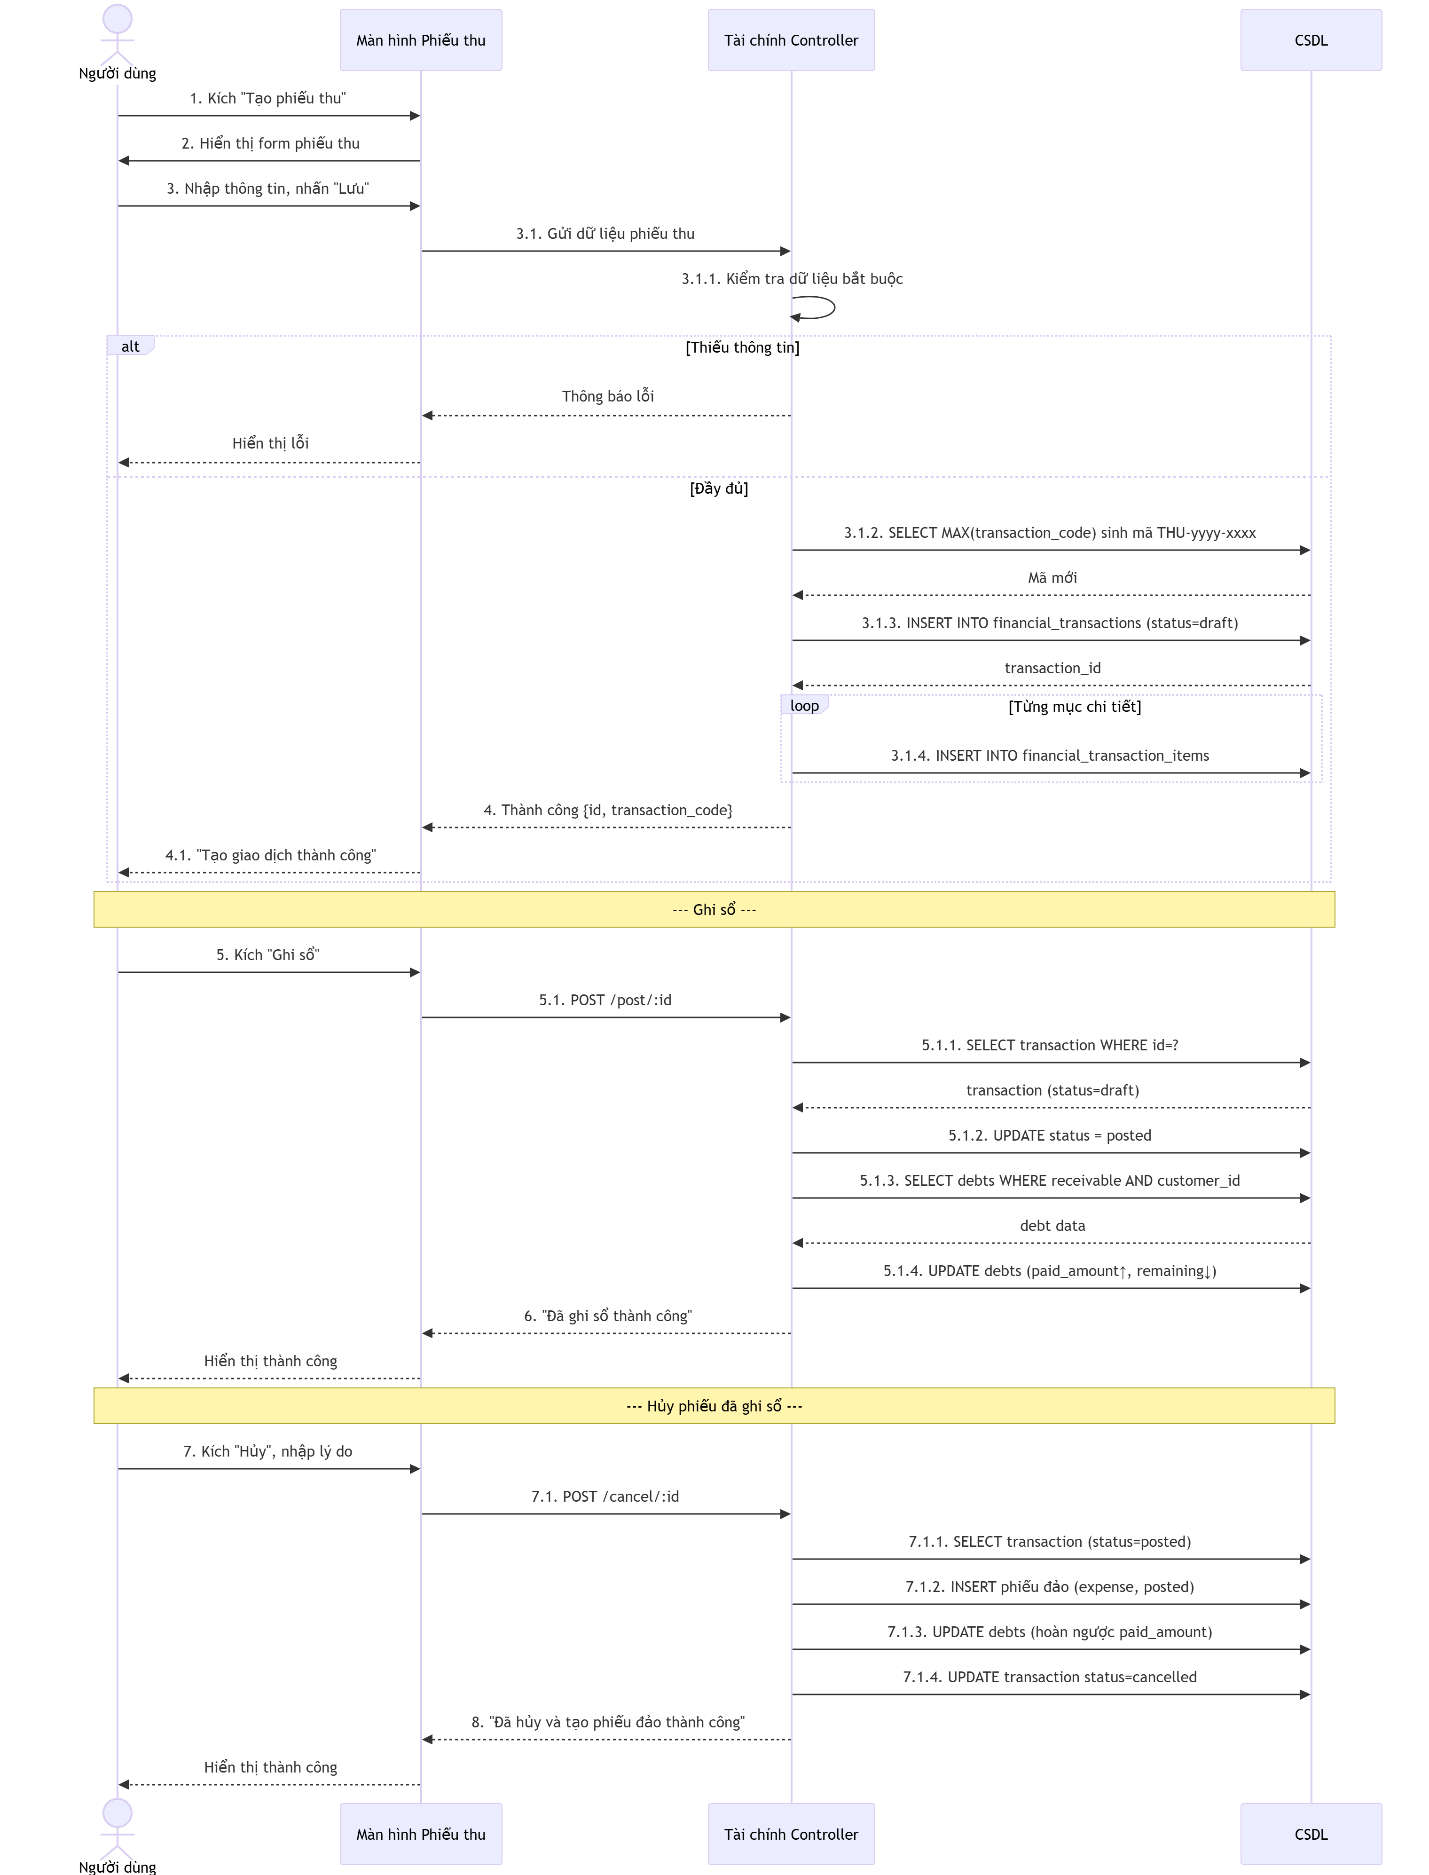 Người dùng
Màn hình Phiếu thu
Tài chính Controller
CSDL
1. Kích "Tạo phiếu thu"
2. Hiển thị form phiếu thu
3. Nhập thông tin, nhấn "Lưu"
3.1. Gửi dữ liệu phiếu thu
3.1.1. Kiểm tra dữ liệu bắt buộc
alt
[Thiếu thông tin]
Thông báo lỗi
Hiển thị lỗi
[Đầy đủ]
3.1.2. SELECT MAX(transaction_code) sinh mã THU-yyyy-xxxx
Mã mới
3.1.3. INSERT INTO financial_transactions (status=draft)
transaction_id
loop
[Từng mục chi tiết]
3.1.4. INSERT INTO financial_transaction_items
4. Thành công {id, transaction_code}
4.1. "Tạo giao dịch thành công"
--- Ghi sổ ---
5. Kích "Ghi sổ"
5.1. POST /post/:id
5.1.1. SELECT transaction WHERE id=?
transaction (status=draft)
5.1.2. UPDATE status = posted
5.1.3. SELECT debts WHERE receivable AND customer_id
debt data
5.1.4. UPDATE debts (paid_amount↑, remaining↓)
6. "Đã ghi sổ thành công"
Hiển thị thành công
--- Hủy phiếu đã ghi sổ ---
7. Kích "Hủy", nhập lý do
7.1. POST /cancel/:id
7.1.1. SELECT transaction (status=posted)
7.1.2. INSERT phiếu đảo (expense, posted)
7.1.3. UPDATE debts (hoàn ngược paid_amount)
7.1.4. UPDATE transaction status=cancelled
8. "Đã hủy và tạo phiếu đảo thành công"
Hiển thị thành công
Người dùng
Màn hình Phiếu thu
Tài chính Controller
CSDL